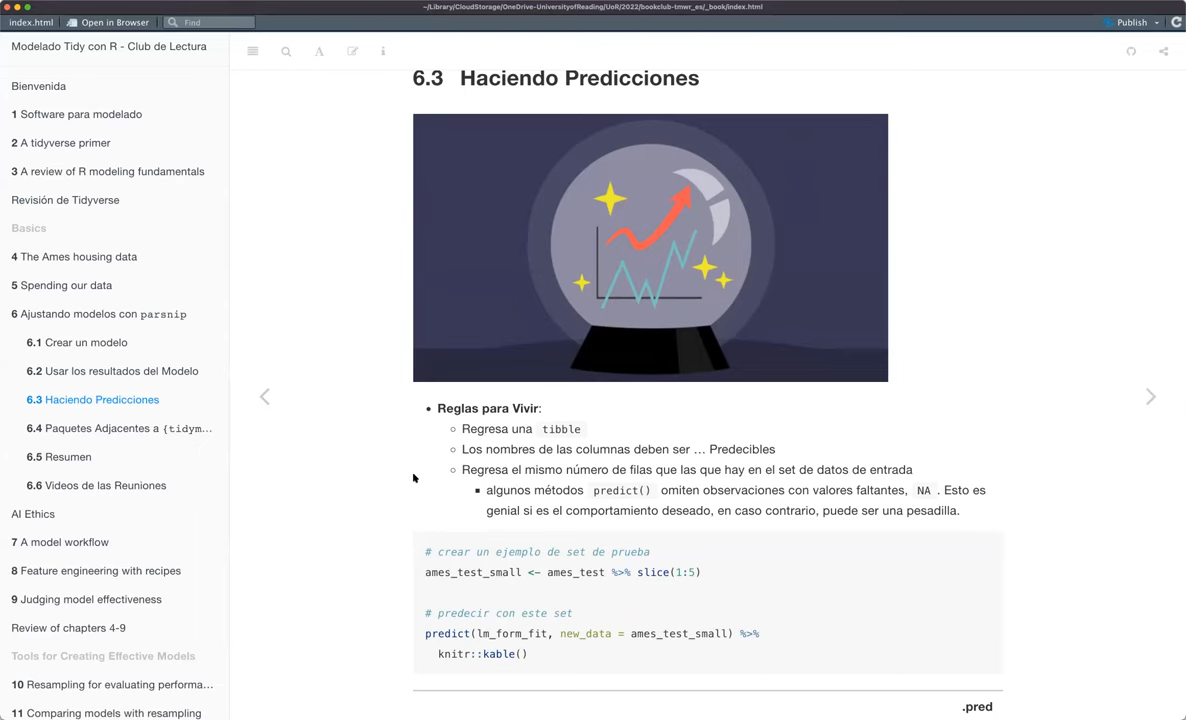 ~/Library/CloudStorage/OneDrive-UniversityofReading/UoR/2022/bookclub-tmwr_es/_book/index.html
index.html
Open in Browser
Find
Publish
Modelado Tidy con R - Club de Lectura
Bienvenida
1 Software para modelado
2 A tidyverse primer
3 A review of R modeling fundamentals
Revisión de Tidyverse
Basics
4 The Ames housing data
5 Spending our data
6 Ajustando modelos con parsnip
6.1 Crear un modelo
6.2 Usar los resultados del Modelo
6.3 Haciendo Predicciones
6.4 Paquetes Adjacentes a {tidym...
6.5 Resumen
6.6 Videos de las Reuniones
AI Ethics
7 A model workflow
8 Feature engineering with recipes
9 Judging model effectiveness
Review of chapters 4-9
Tools for Creating Effective Models
10 Resampling for evaluating performa...
11 Comparing models with resampling
6.3 Haciendo Predicciones
• Reglas para Vivir:
Regresa una tibble
Los nombres de las columnas deben ser … Predecibles
Regresa el mismo número de filas que las que hay en el set de datos de entrada
algunos métodos predict() omiten observaciones con valores faltantes, NA . Esto es
genial si es el comportamiento deseado, en caso contrario, puede ser una pesadilla.
# crear un ejemplo de set de prueba
ames_test_small <- ames_test %>% slice(1:5)
# predecir con este set
predict(lm_form_fit, new_data = ames_test_small) %>%
knitr::kable()
.pred